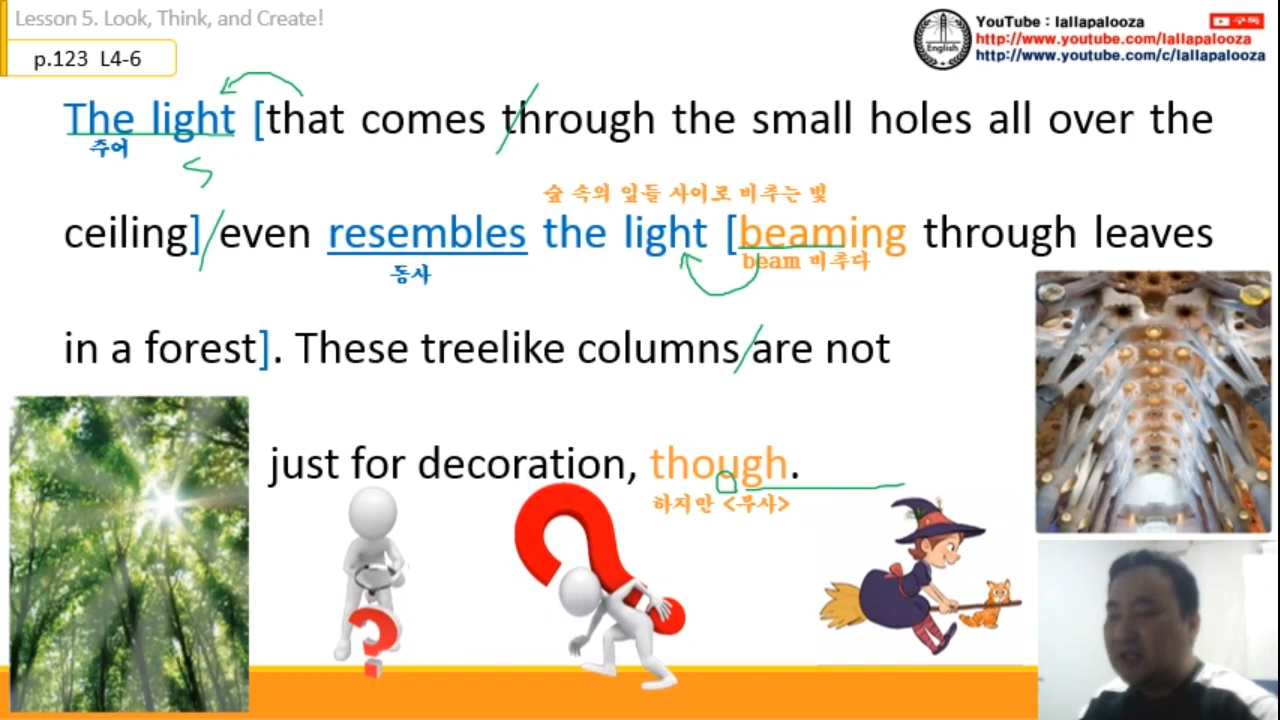 Lesson 5. Look, Think, and Create!
p.123 L4-6
YouTube : lallapalooza
구독
http://www.youtube.com/lallapalooza
http://www.youtube.com/c/lallapalooza
English
The light [that comes through the small holes all over the
주어
S
숲 속의 잎들 사이로 비추는 빛
ceiling] even resembles the light [beaming through leaves
동사
beam 비추다
in a forest]. These treelike columns are not
just for decoration, though.
하지만 <부사>